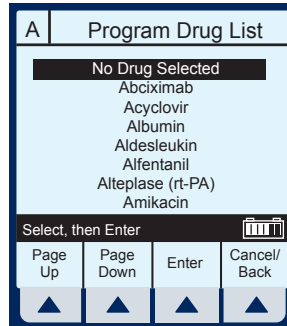 A Program Drug List
No Drug Selected
Abciximab
Acyclovir
Albumin
Aldesleukin
Alfentanil
Alteplase (rt-PA)
Amikacin
Select, then Enter
Page Up Page Down Enter Cancel/ Back